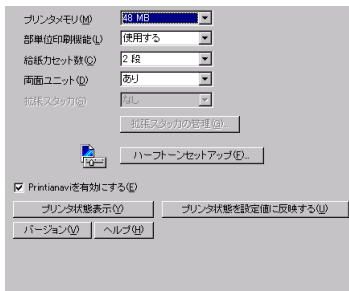 プリンタメモリ(M) 48 MB
部単位印刷機能(L) 使用する
給紙カセット数(C) 2 段
両面ユニット(D) あり
拡張スタッカ(S) なし
拡張スタッカの管理(G)...
ハーフトーンセットアップ(F)...
Printianaviを有効にする(E)
プリンタ状態表示(Y) プリンタ状態を設定値に反映する(U)
バージョン(V) ヘルプ(H)